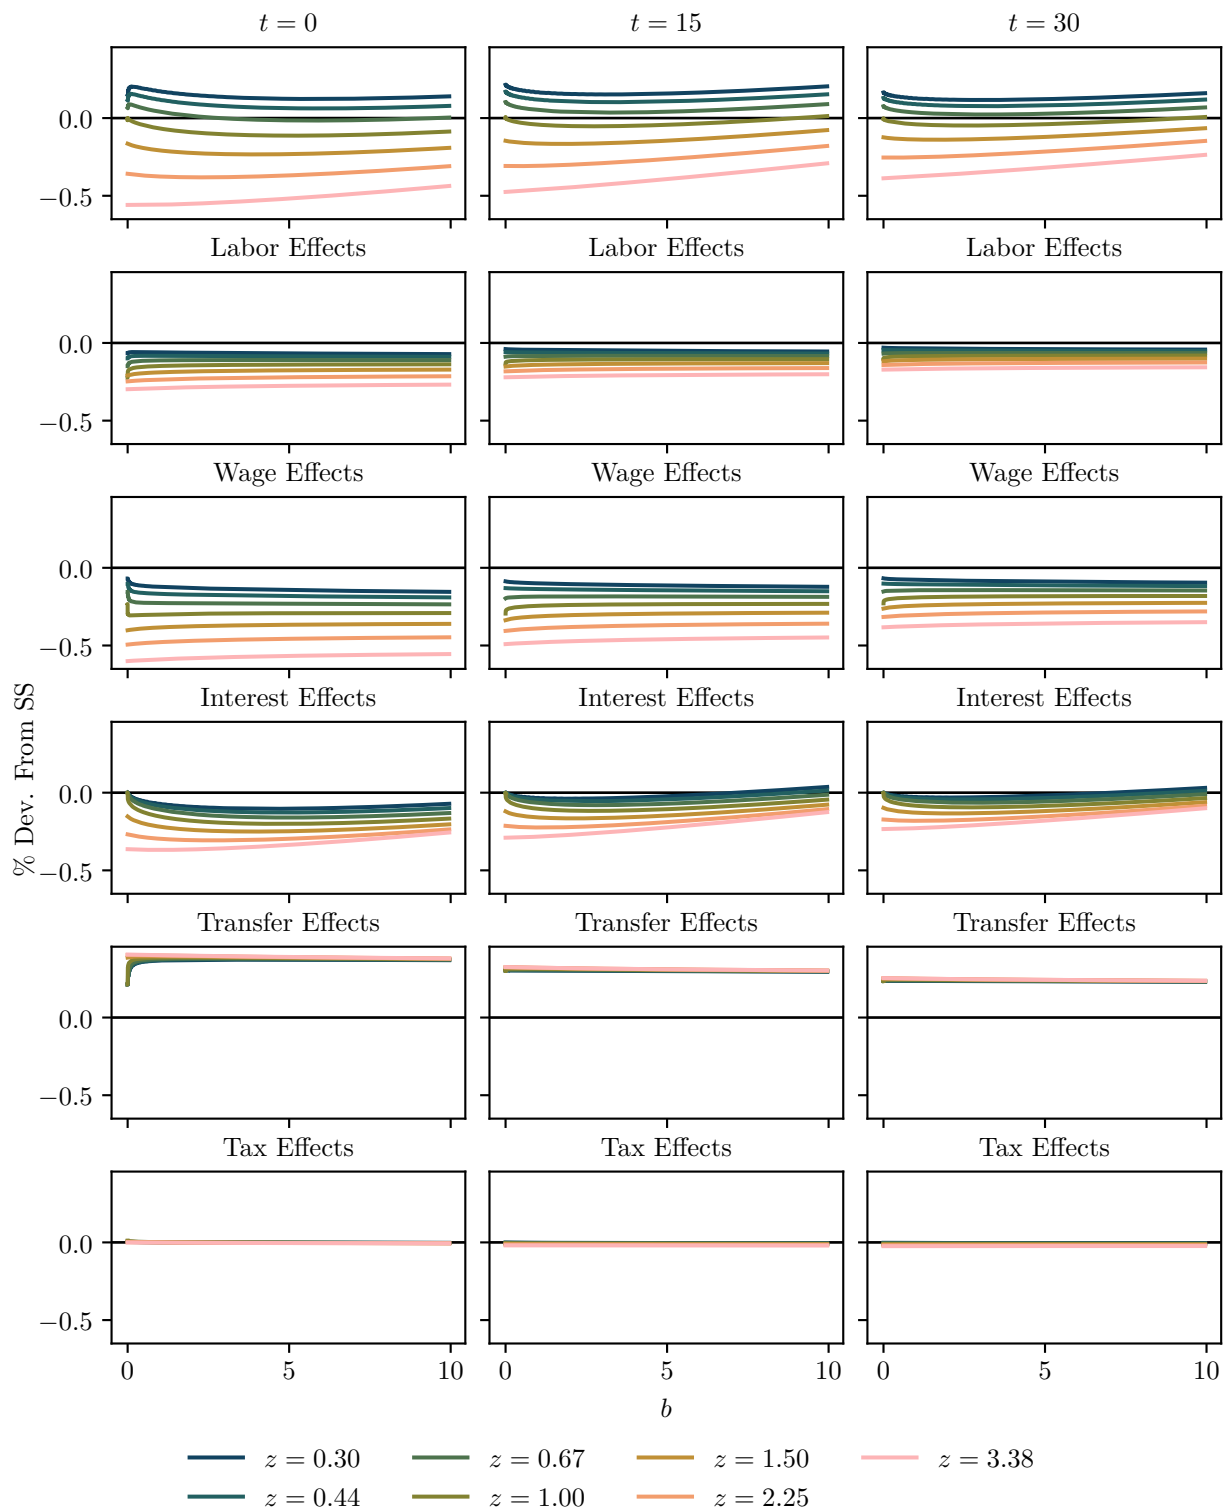 t = 0 t = 15 t = 30
0.0
−0.5
Labor Effects Labor Effects Labor Effects
0.0
−0.5
Wage Effects Wage Effects Wage Effects
0.0
−0.5
Interest Effects Interest Effects Interest Effects
0.0
−0.5
% Dev. From SS
Transfer Effects Transfer Effects Transfer Effects
0.0
−0.5
Tax Effects Tax Effects Tax Effects
0.0
−0.5
0 5 10 0 5 10 0 5 10
b
z = 0.30 z = 0.67 z = 1.50 z = 3.38
z = 0.44 z = 1.00 z = 2.25